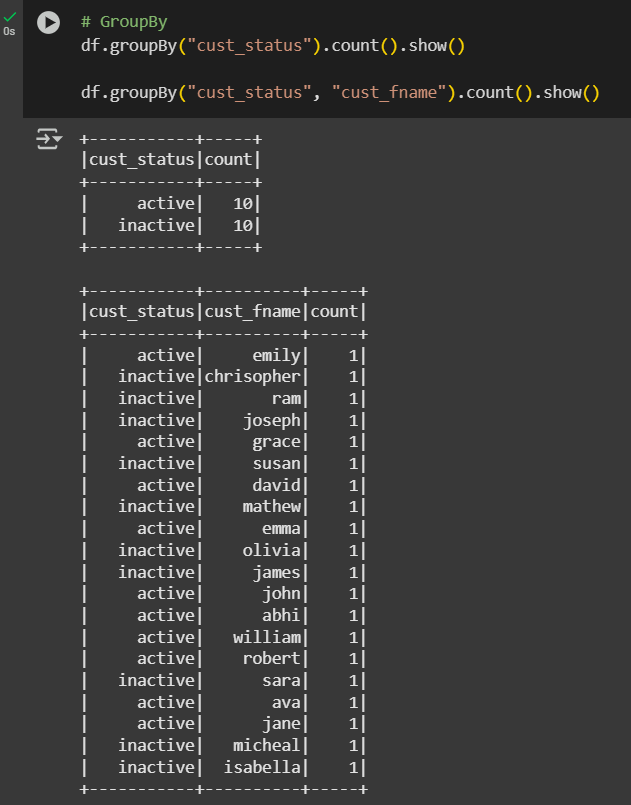 # GroupBy
df.groupBy("cust_status").count().show()
0s
df.groupBy("cust_status", "cust_fname").count().show()
+-----------+-----+
|cust_status|count|
+-----------+-----+
|     active|   10|
|   inactive|   10|
+-----------+-----+
+-----------+----------+-----+
|cust_status|cust_fname|count|
+-----------+----------+-----+
|     active|     emily|    1|
|   inactive|chrisopher|    1|
|   inactive|       ram|    1|
|   inactive|    joseph|    1|
|     active|     grace|    1|
|   inactive|     susan|    1|
|     active|     david|    1|
|   inactive|    mathew|    1|
|     active|      emma|    1|
|   inactive|    olivia|    1|
|   inactive|     james|    1|
|     active|      john|    1|
|     active|      abhi|    1|
|     active|   william|    1|
|     active|    robert|    1|
|   inactive|      sara|    1|
|     active|       ava|    1|
|     active|      jane|    1|
|   inactive|   micheal|    1|
|   inactive|  isabella|    1|
+-----------+----------+-----+